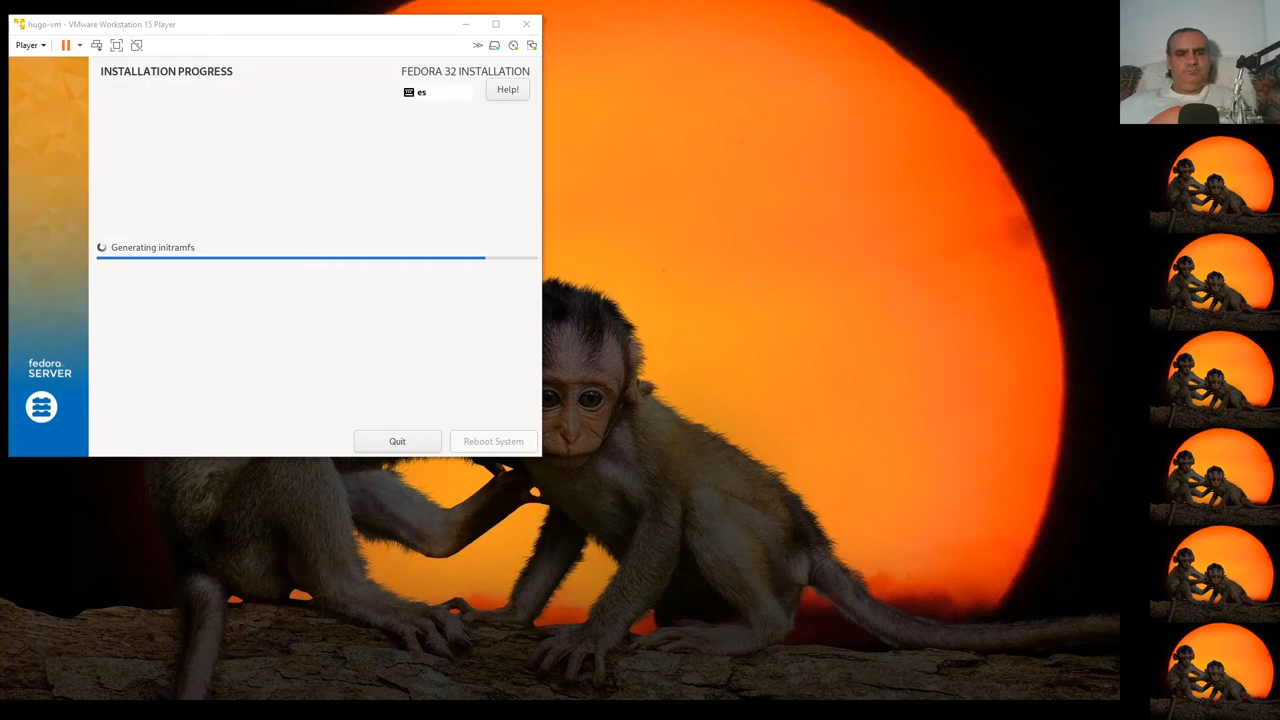 hugo-vm - VMware Workstation 15 Player
Player
INSTALLATION PROGRESS
FEDORA 32 INSTALLATION
es
Help!
Generating initramfs
fedora.
SERVER
Quit
Reboot System